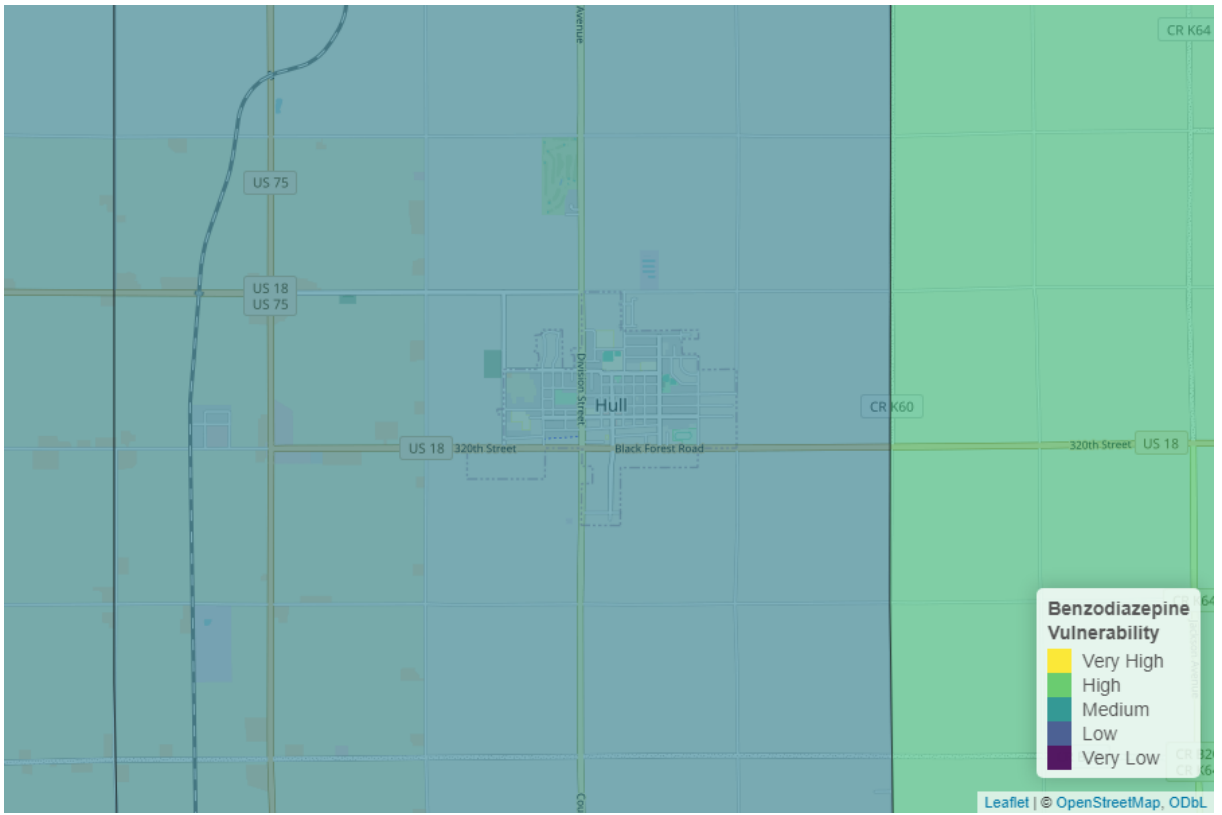 Avenue
CR K64
US 75
US 18
US 75
Division Street
Hull
CR K60
US 18
320th Street
Black Forest Road
320th Street
US 18
Benzodiazepine
Vulnerability
Very High
High
Medium
Low
Very Low
Leaflet | © OpenStreetMap, ODbL